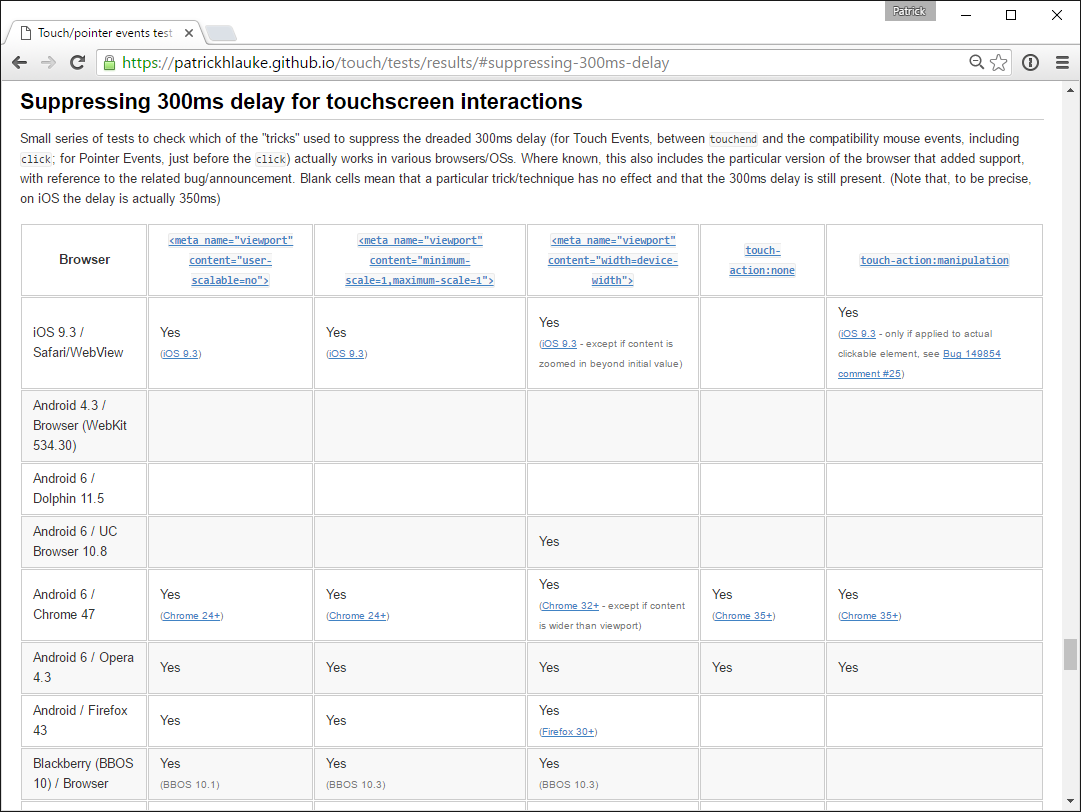 Patrick
Touch/pointer events test
https://patrickhlauke.github.io/touch/tests/results/#suppressing-300ms-delay
Suppressing 300ms delay for touchscreen interactions
Small series of tests to check which of the "tricks" used to suppress the dreaded 300ms delay (for Touch Events, between touchend and the compatibility mouse events, including
click; for Pointer Events, just before the click) actually works in various browsers/OSs. Where known, this also includes the particular version of the browser that added support,
with reference to the related bug/announcement. Blank cells mean that a particular trick/technique has no effect and that the 300ms delay is still present. (Note that, to be precise,
on iOS the delay is actually 350ms)
Browser
<meta name="viewport"
content="user-
scalable=no">
<meta name="viewport"
content="minimum-
scale=1,maximum-scale=1">
<meta name="viewport"
content="width=device-
width">
touch-
action:none
touch-action:manipulation
iOS 9.3 /
Safari/WebView
Yes
(iOS 9.3)
Yes
(iOS 9.3)
Yes
(iOS 9.3 - except if content is
zoomed in beyond initial value)
Yes
(iOS 9.3 - only if applied to actual
clickable element, see Bug 149854
comment #25)
Android 4.3 /
Browser (WebKit
534.30)
Android 6 /
Dolphin 11.5
Android 6 / UC
Browser 10.8
Yes
Android 6 /
Chrome 47
Yes
(Chrome 24+)
Yes
(Chrome 24+)
Yes
(Chrome 32+ - except if content
is wider than viewport)
Yes
(Chrome 35+)
Yes
(Chrome 35+)
Android 6 / Opera
4.3
Yes
Yes
Yes
Yes
Yes
Android / Firefox
43
Yes
Yes
Yes
(Firefox 30+)
Blackberry (BBOS
10) / Browser
Yes
(BBOS 10.1)
Yes
(BBOS 10.3)
Yes
(BBOS 10.3)